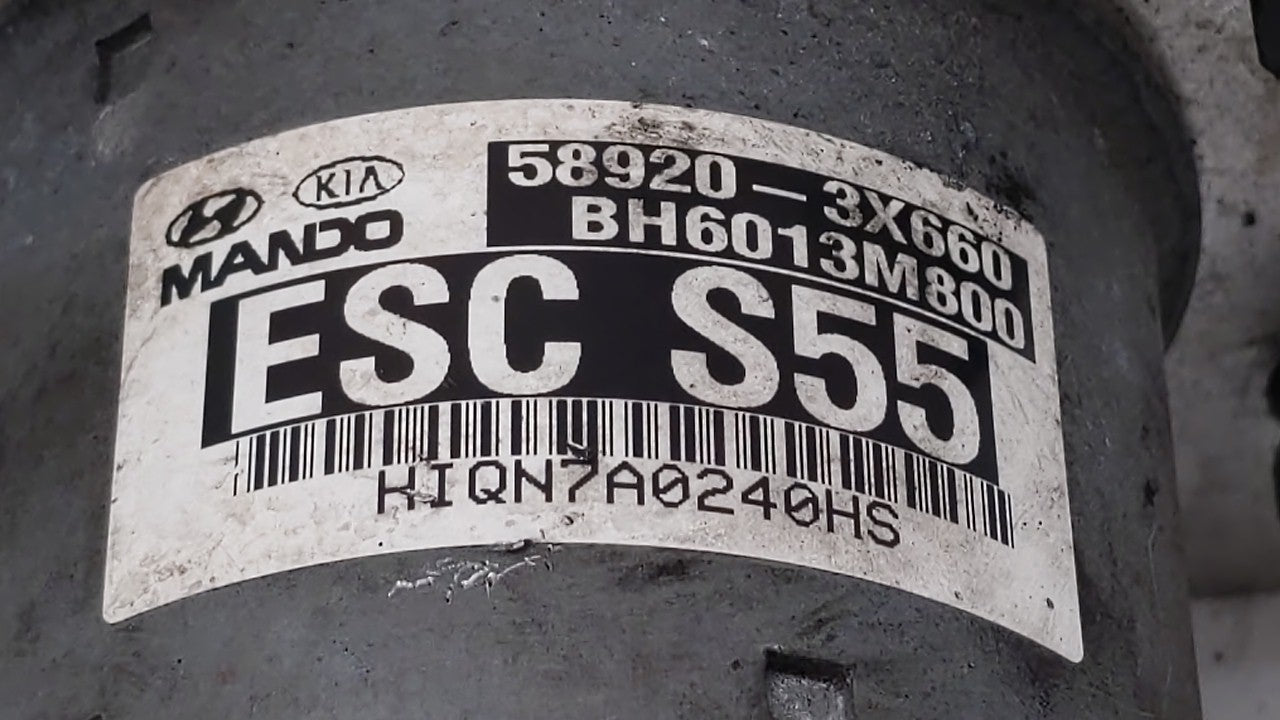 KIA
MANDO
58920-3X660
BH6013M800
ESC S55
HIQN7A0240HS